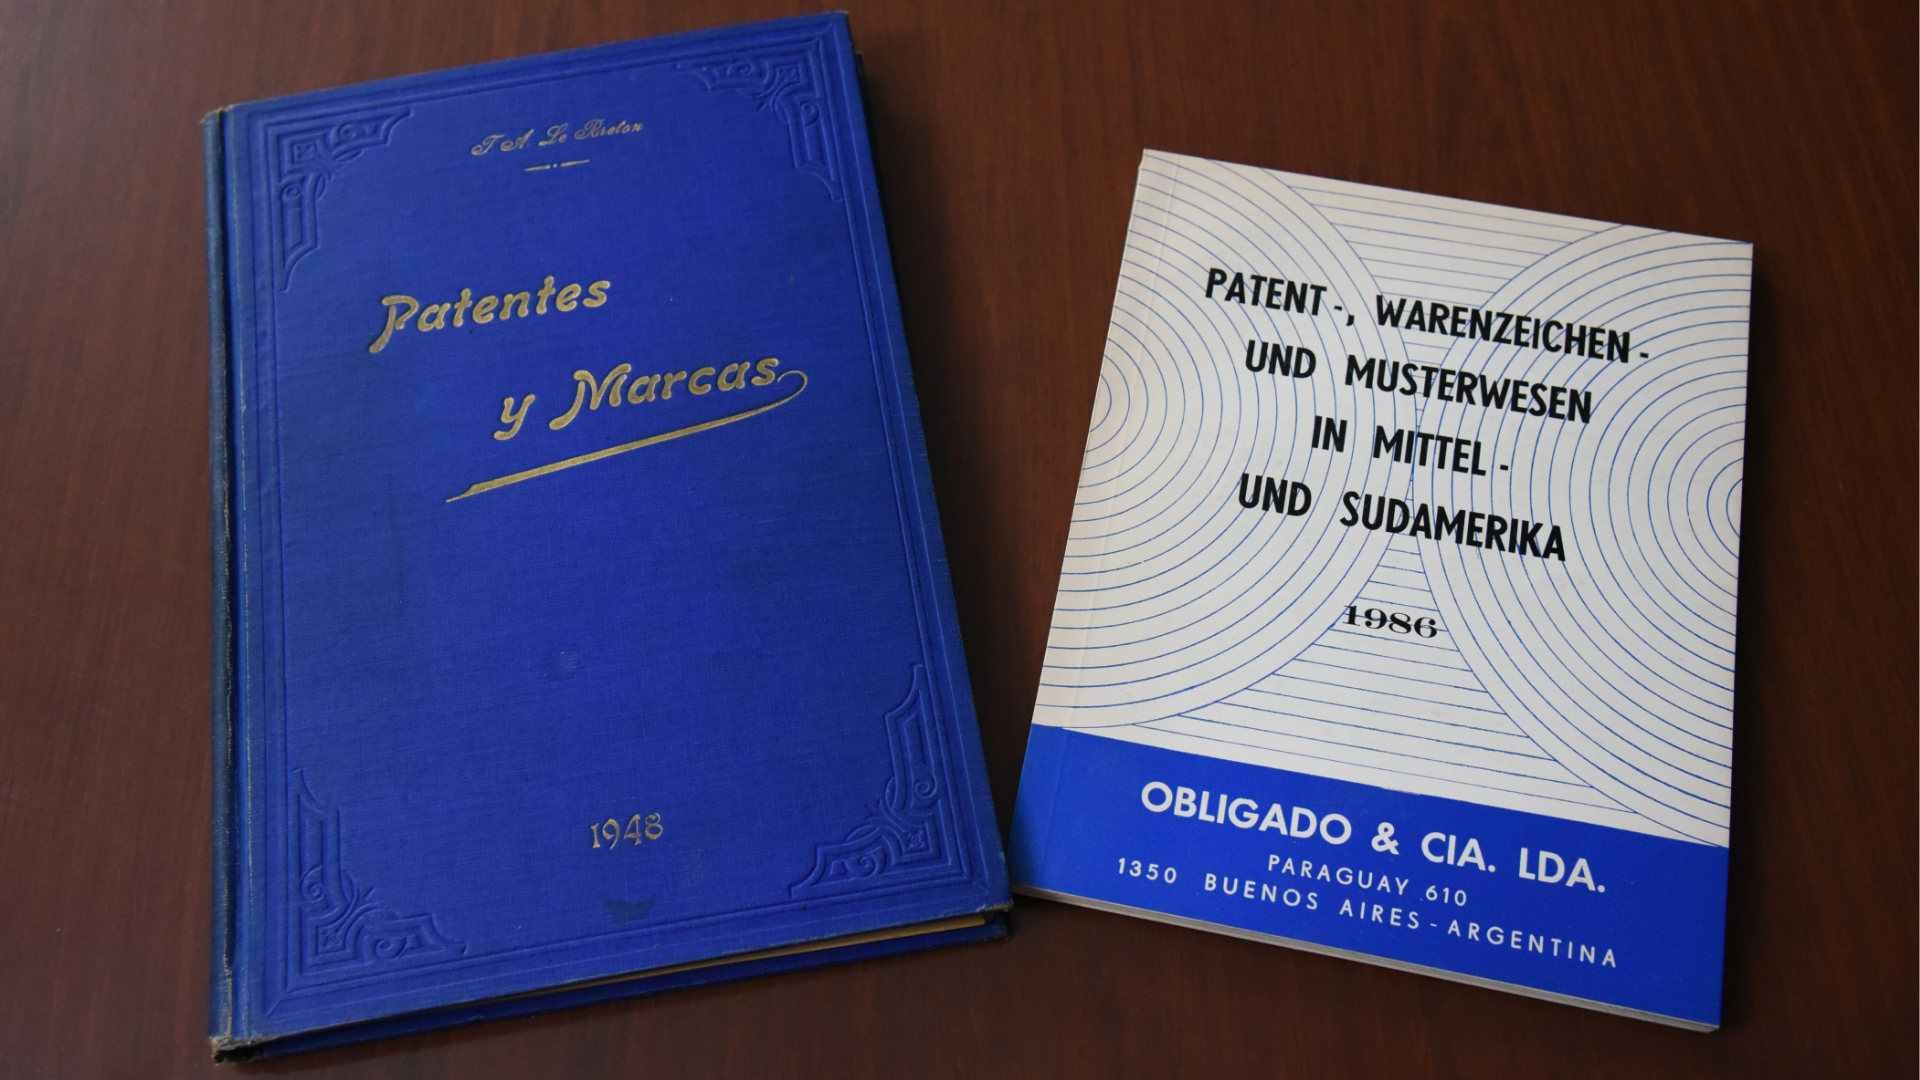 T. A. Le Breton
Patentes
y Marcas
1948
PATENT-, WARENZEICHEN-
UND MUSTERWESEN
IN MITTEL-
UND SUDAMERIKA
1986
OBLIGADO & CIA. LDA.
PARAGUAY 610
1350 BUENOS AIRES-ARGENTINA